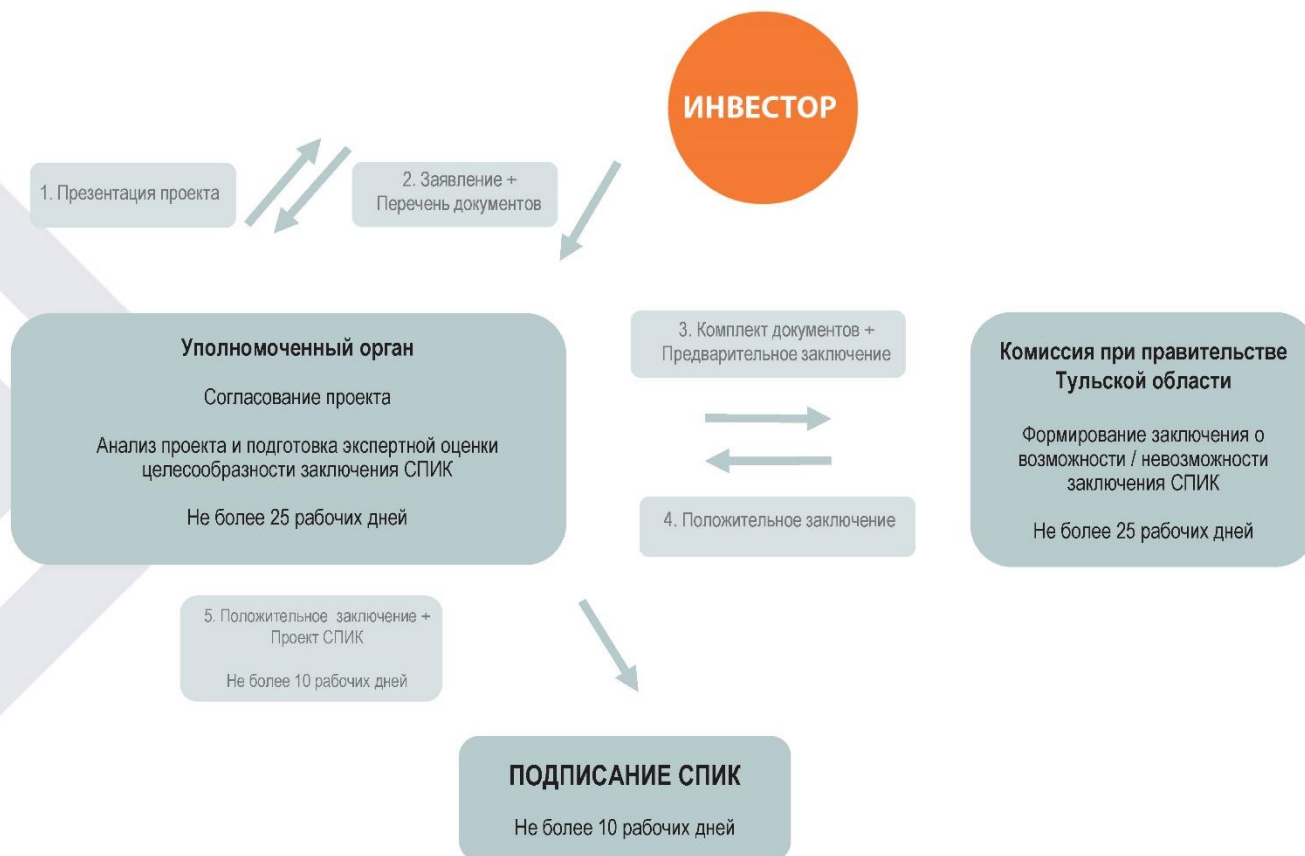 ИНВЕСТОР
1. Презентация проекта
2. Заявление +
Перечень документов
Уполномоченный орган
Согласование проекта
Анализ проекта и подготовка экспертной оценки
целесообразности заключения СПИК
Не более 25 рабочих дней
3. Комплект документов +
Предварительное заключение
4. Положительное заключение
Комиссия при правительстве
Тульской области
Формирование заключения о
возможности / невозможности
заключения СПИК
Не более 25 рабочих дней
5. Положительное заключение +
Проект СПИК
Не более 10 рабочих дней
ПОДПИСАНИЕ СПИК
Не более 10 рабочих дней